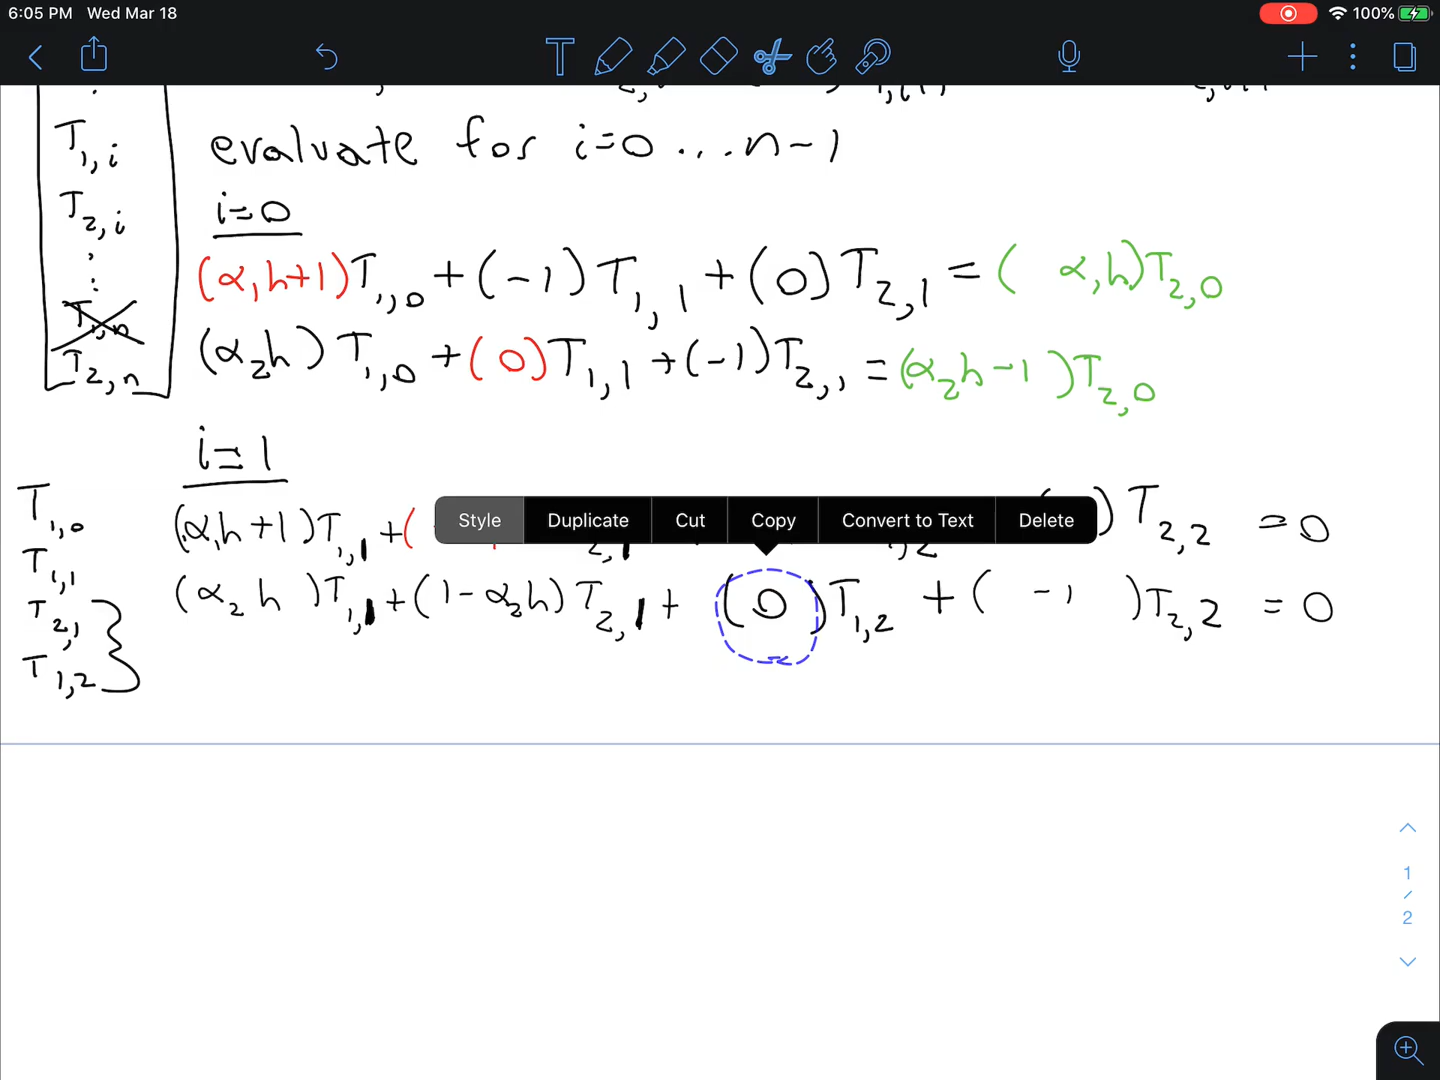 6:05 PM Wed Mar 18 100%
T
T₁,ᵢ
evaluate for i=0 ...n-1
T₂,ᵢ
i=0
(α₁h+1)T₁,₀ + (-1) T₁,₁ + (0) T₂,₁ = ( α₁h)T₂,₀
T₁,ₙ
(α₂h ) T₁,₀ + (0)T₁,₁ + (-1)T₂,₁ = (α₂h-1 )T₂,₀
T₂,ₙ
i=1
T₁,₀
(α₁h+1)T₁,₁ + ( ) T₂,₂ = 0
Style Duplicate Cut Copy Convert to Text Delete
T₁,₁
(α₂ h )T₁,₁ + (1-α₂h) T₂,₁ + (0)T₁,₂ + ( -1 )T₂,₂ = 0
T₂,₁
T₁,₂
1
/
2